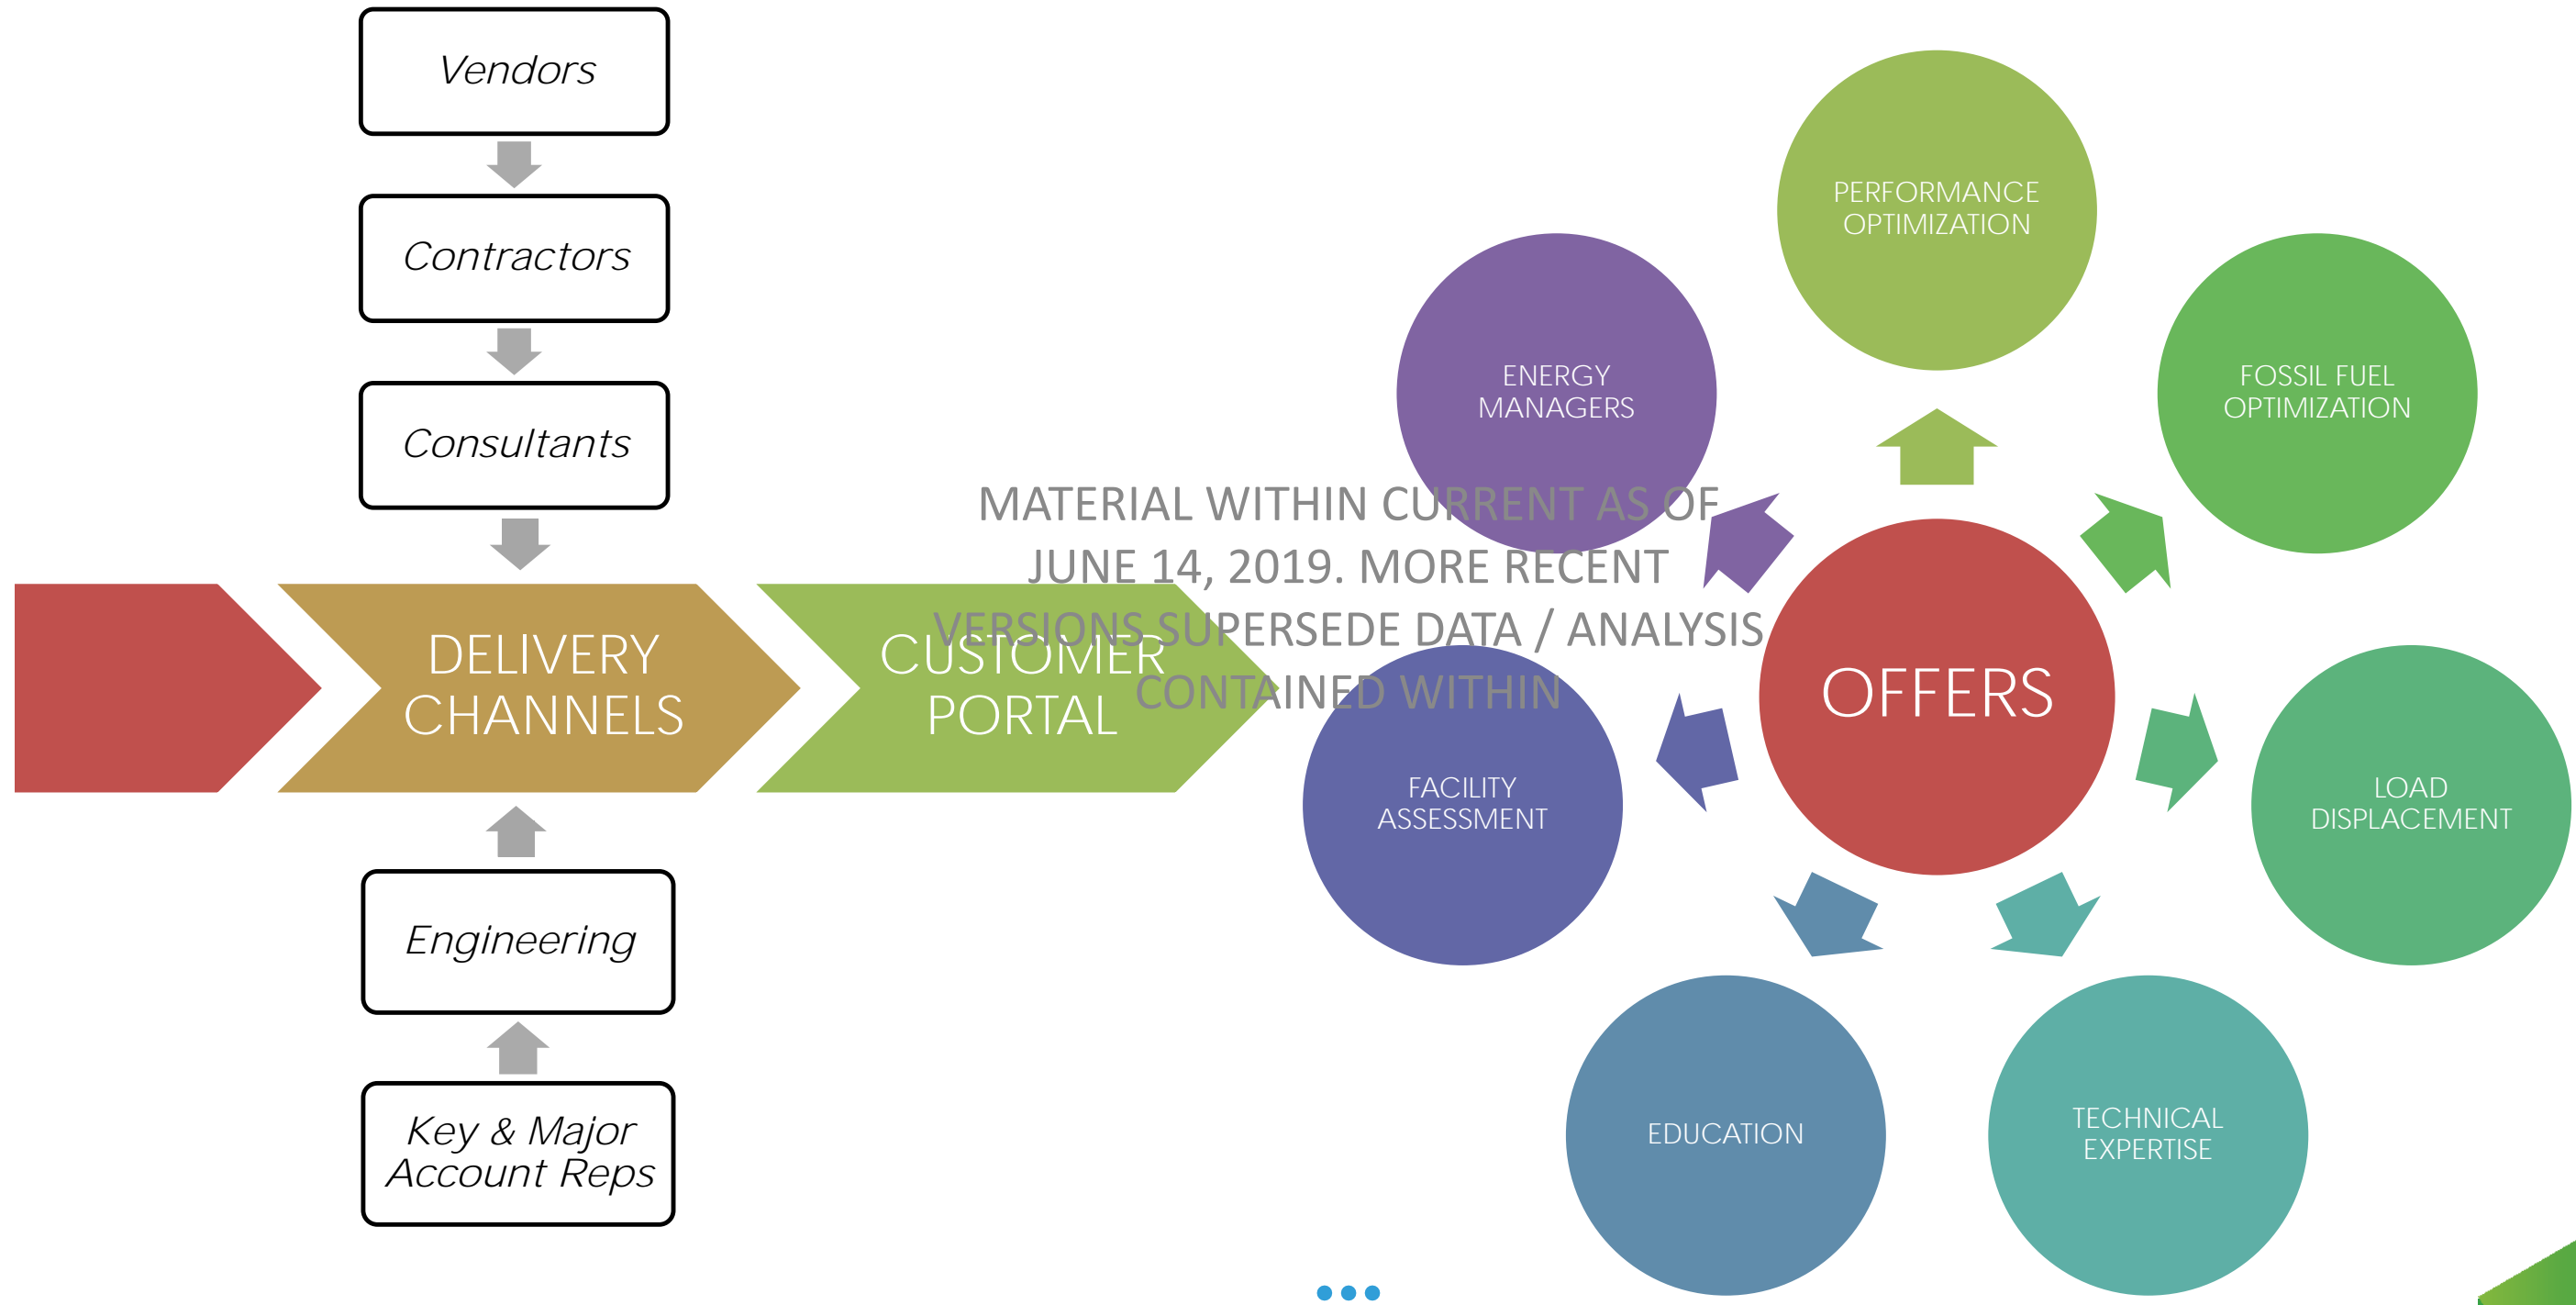 Vendors
Contractors
Consultants
DELIVERY
CHANNELS
Engineering
Key & Major
Account Reps
CUSTOMER
PORTAL
MATERIAL WITHIN CURRENT AS OF
JUNE 14, 2019. MORE RECENT
VERSIONS SUPERSEDE DATA / ANALYSIS
CONTAINED WITHIN
OFFERS
PERFORMANCE
OPTIMIZATION
FOSSIL FUEL
OPTIMIZATION
LOAD
DISPLACEMENT
TECHNICAL
EXPERTISE
EDUCATION
FACILITY
ASSESSMENT
ENERGY
MANAGERS